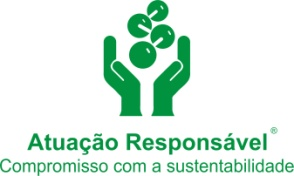 Atuação Responsável®
Compromisso com a sustentabilidade